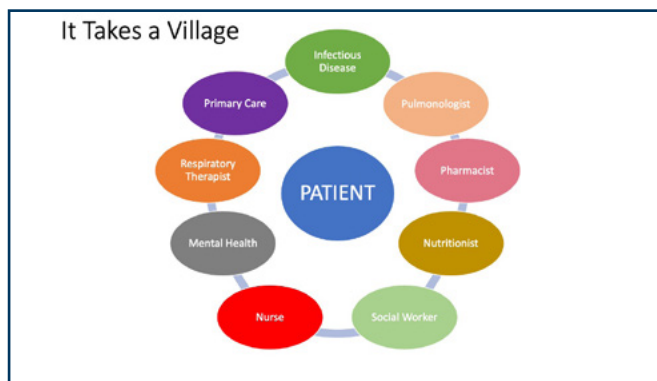 It Takes a Village
Infectious
Disease
Primary Care
Pulmonologist
Respiratory
Therapist
PATIENT
Pharmacist
Mental Health
Nutritionist
Nurse
Social Worker